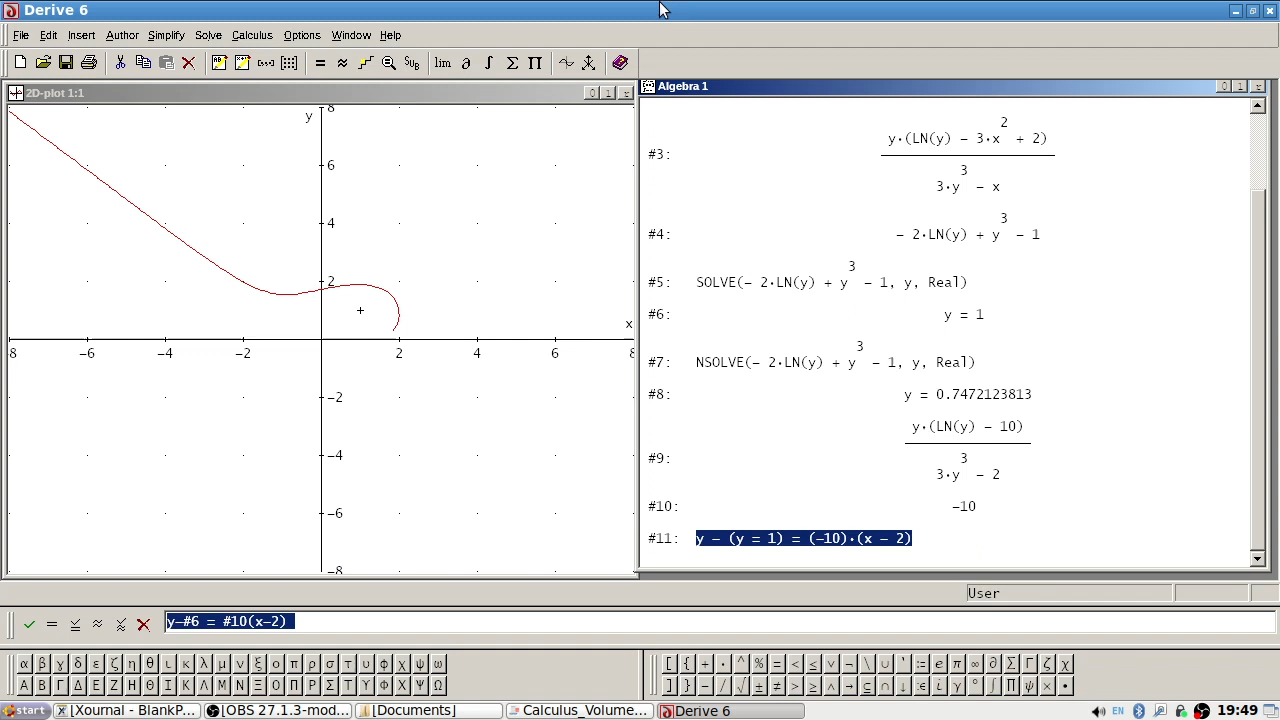 Derive 6
File Edit Insert Author Simplify Solve Calculus Options Window Help
lim ∂ ∫ Σ Π
2D-plot 1:1
Algebra 1
y
8
6
4
2
x
8 -6 -4 -2 2 4 6 8
-2
-4
-6
-8
#3: y·(LN(y) - 3·x^2 + 2) / (3·y^3 - x)
#4: - 2·LN(y) + y^3 - 1
#5: SOLVE(- 2·LN(y) + y^3 - 1, y, Real)
#6: y = 1
#7: NSOLVE(- 2·LN(y) + y^3 - 1, y, Real)
#8: y = 0.7472123813
#9: y·(LN(y) - 10) / (3·y^3 - 2)
#10: -10
#11: y - (y = 1) = (-10)·(x - 2)
User
y-#6 = #10(x-2)
α β γ δ ε ζ η θ ι κ λ μ ν ξ ο π ρ σ τ υ φ χ ψ ω
Α Β Γ Δ Ε Ζ Η Θ Ι Κ Λ Μ Ν Ξ Ο Π Ρ Σ Τ Υ Φ Χ Ψ Ω
[ { + · ^ % = < ≤ ∨ ¬ \ ∪ ' := e π ∞ ∂ ∑ Γ ζ χ
] } - / √ ± ≠ > ≥ ∧ → ⊆ ∩ ↓ :∈ i γ ° ∫ ∏ ψ × •
start [Xournal - BlankP... [OBS 27.1.3-mod... [Documents] Calculus_Volume... Derive 6 EN 19:49